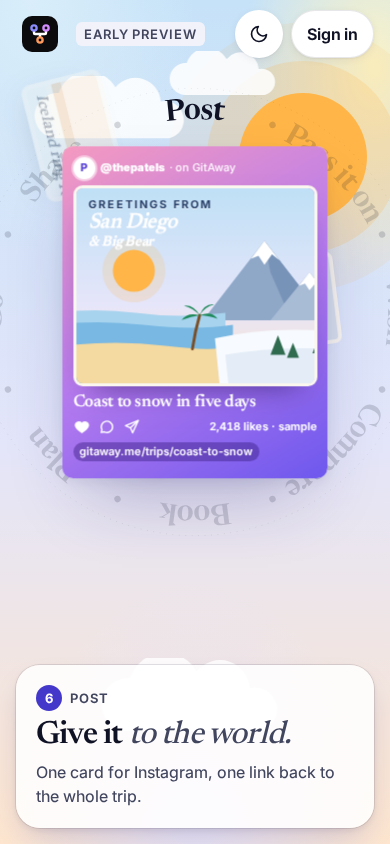 EARLY PREVIEW
Sign in
Post
Pass it on
Compare
Book
Plan
@thepatels · on GitAway
P
GREETINGS FROM
San Diego
& Big Bear
Coast to snow in five days
2,418 likes · sample
gitaway.me/trips/coast-to-snow
6 POST
Give it to the world.
One card for Instagram, one link back to
the whole trip.